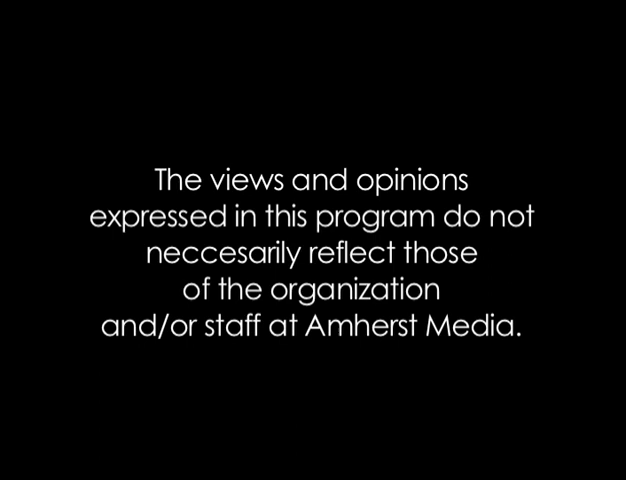 The views and opinions
expressed in this program do not
neccesarily reflect those
of the organization
and/or staff at Amherst Media.